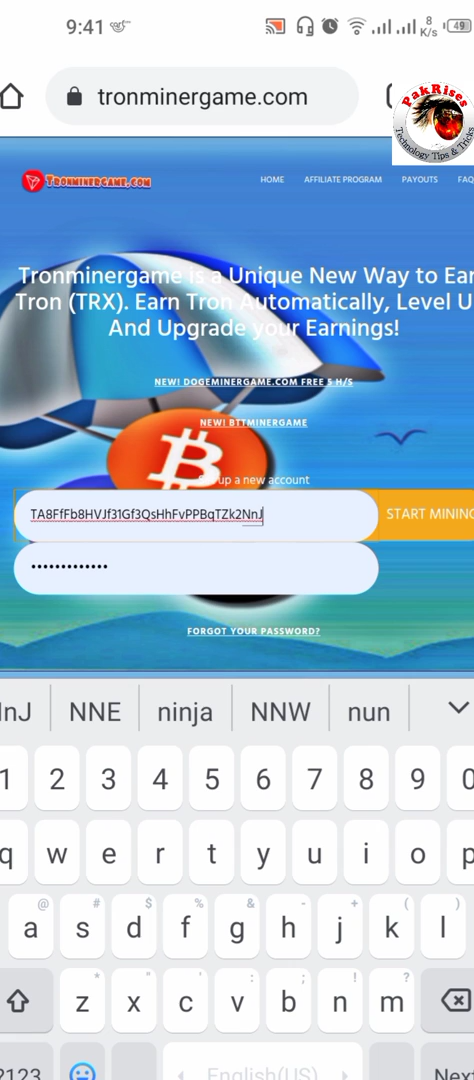 9:41
8
K/s
49
tronminergame.com
PakRises
Technology Tips & Tricks
TRONMINERGAME.COM
HOME AFFILIATE PROGRAM PAYOUTS FAQ
Tronminergame is a Unique New Way to Ear
Tron (TRX). Earn Tron Automatically, Level U
And Upgrade your Earnings!
NEW! DOGEMINERGAME.COM FREE 5 H/S
NEW! BTTMINERGAME
up a new account
TA8FfFb8HVJf31Gf3QsHhFvPPBqTZk2NnJ
START MINING
•••••••••••••
FORGOT YOUR PASSWORD?
InJ NNE ninja NNW nun
1 2 3 4 5 6 7 8 9 0
q w e r t y u i o p
@ # $ % & - + ( )
a s d f g h j k l
* " ' : ; ! ?
z x c v b n m
?123 English(US) Next